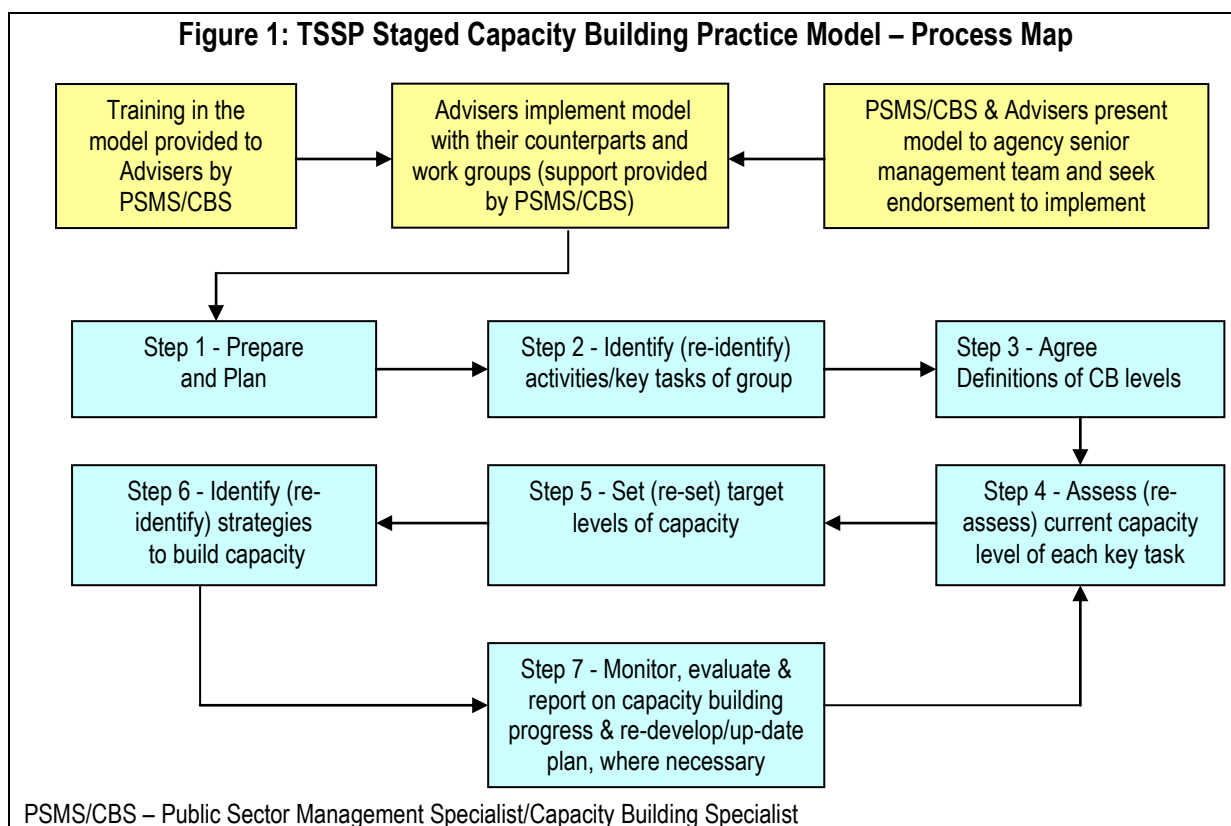 Figure 1: TSSP Staged Capacity Building Practice Model – Process Map
Training in the
model provided to
Advisers by
PSMS/CBS
Advisers implement model
with their counterparts and
work groups (support provided
by PSMS/CBS)
PSMS/CBS & Advisers present
model to agency senior
management team and seek
endorsement to implement
Step 1 - Prepare
and Plan
Step 2 - Identify (re-identify)
activities/key tasks of group
Step 3 - Agree
Definitions of CB levels
Step 4 - Assess (re-
assess) current capacity
level of each key task
Step 5 - Set (re-set) target
levels of capacity
Step 6 - Identify (re-
identify) strategies
to build capacity
Step 7 - Monitor, evaluate &
report on capacity building
progress & re-develop/up-date
plan, where necessary
PSMS/CBS – Public Sector Management Specialist/Capacity Building Specialist